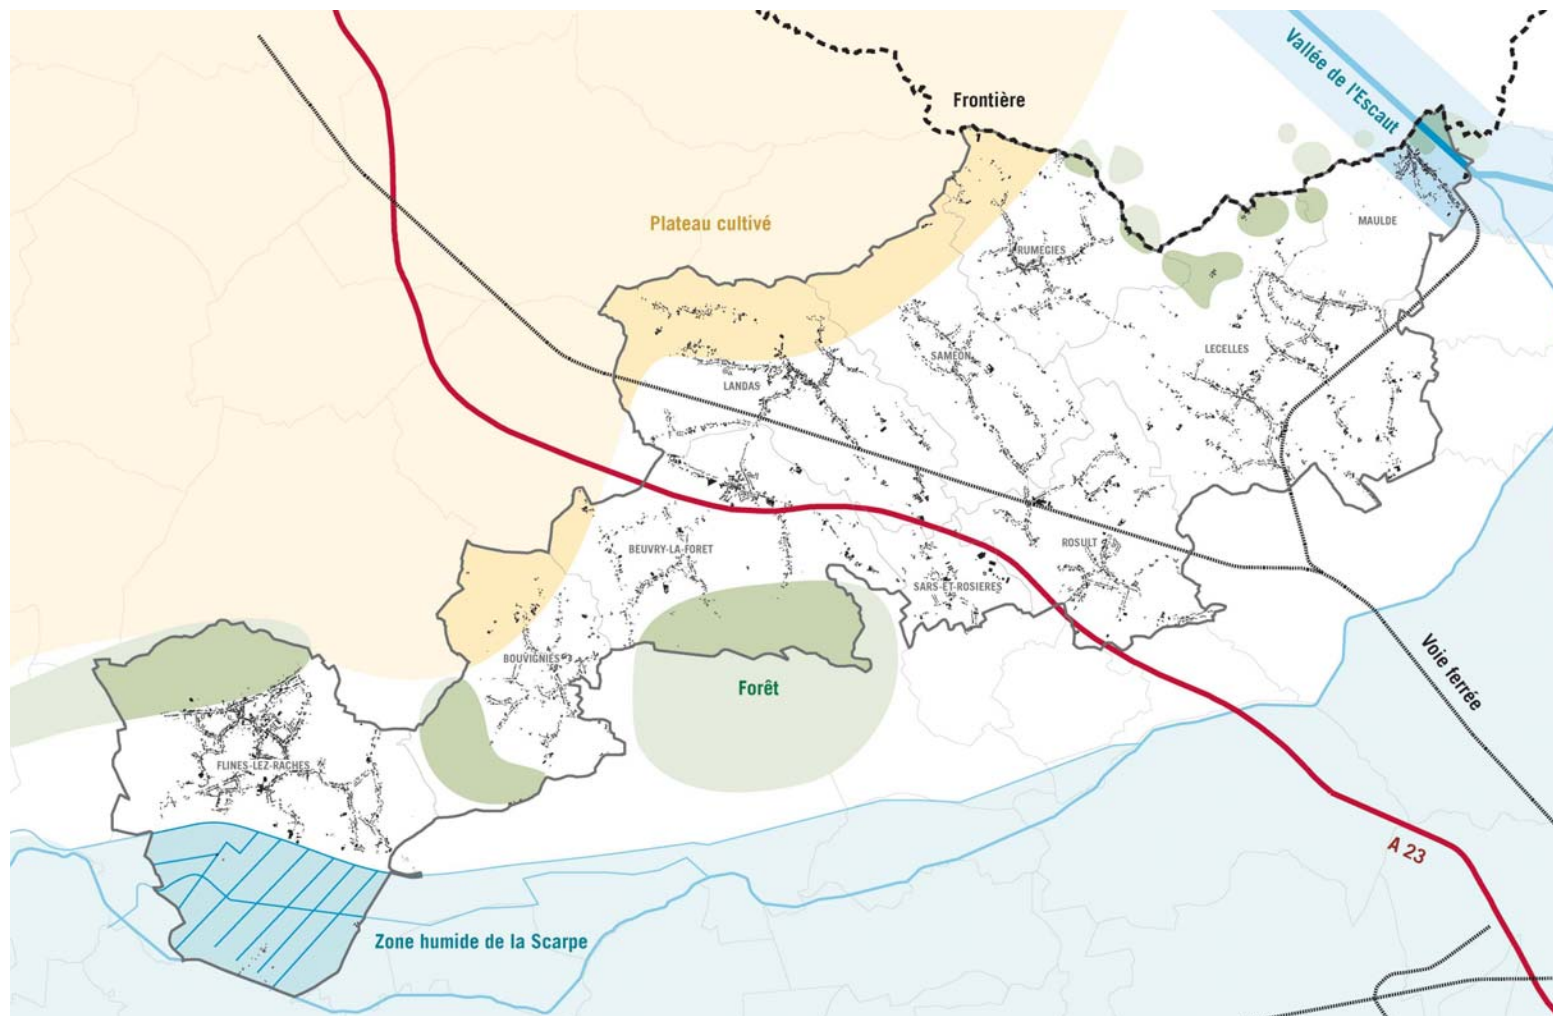 Vallée de l'Escaut
Frontière
Plateau cultivé
MAULDE
RUMEGIES
LECELLES
SAMEON
LANDAS
BEUVRY-LA-FORET
ROSULT
SARS-ET-ROSIERES
BOUVIGNIES
Forêt
Voie ferrée
FLINES-LEZ-RACHES
A 23
Zone humide de la Scarpe